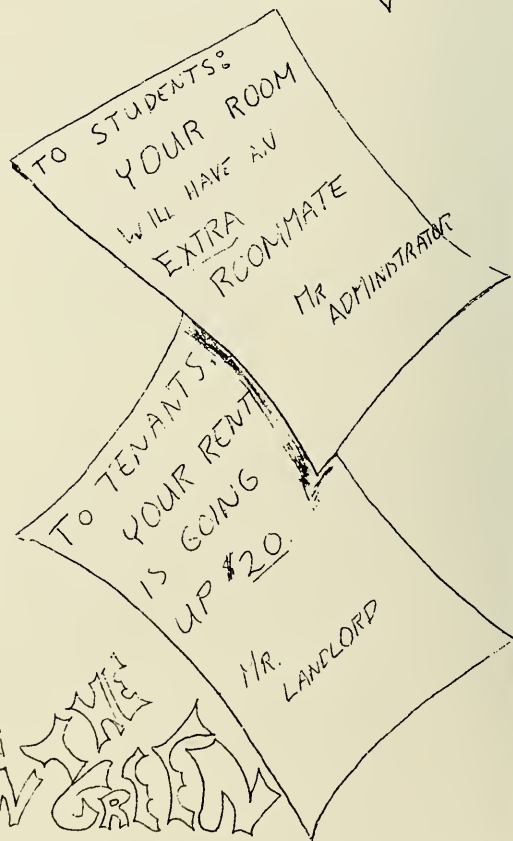 TO STUDENTS:
YOUR ROOM
WILL HAVE AN
EXTRA
ROOMMATE
MR
ADMINISTRATOR
TO TENANTS:
YOUR RENT
IS GOING
UP $20.
MR.
LANDLORD
THE
GREEN